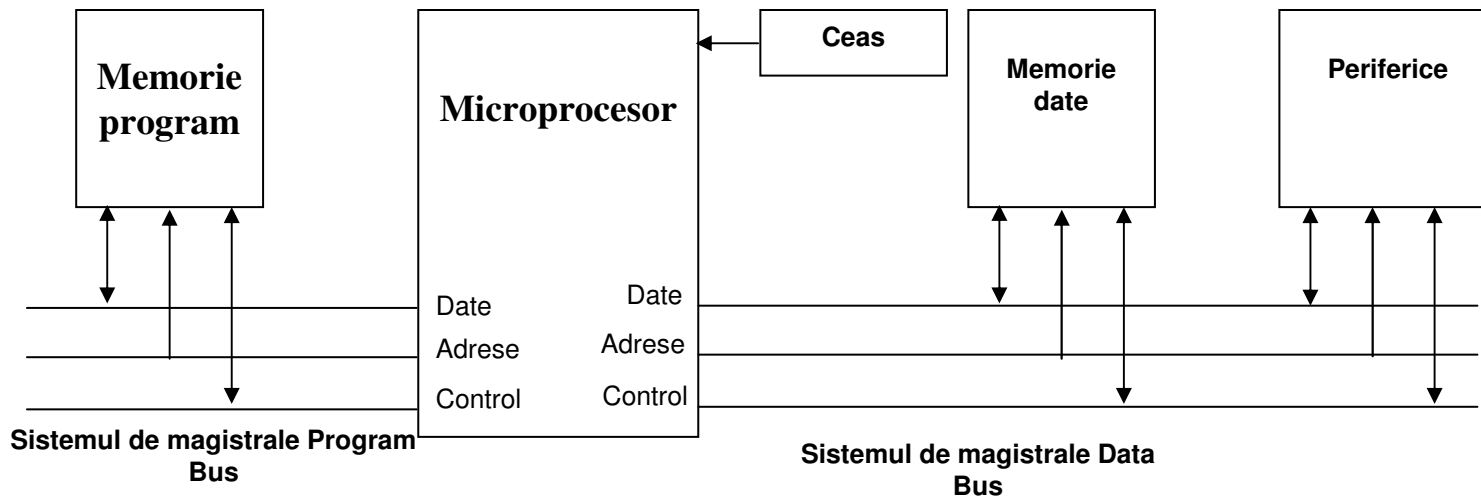 Memorie
program
Microprocesor
Ceas
Memorie
date
Periferice
Date
Adrese
Control
Date
Adrese
Control
Sistemul de magistrale Program
Bus
Sistemul de magistrale Data
Bus